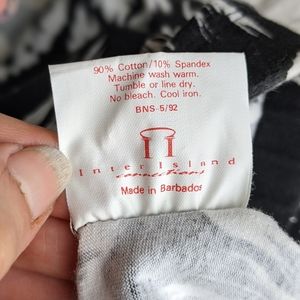 90% Cotton/10% Spandex
Machine wash warm.
Tumble or line dry.
No bleach. Cool iron.
BNS-5/92
Inter Island
connections
Made in Barbados